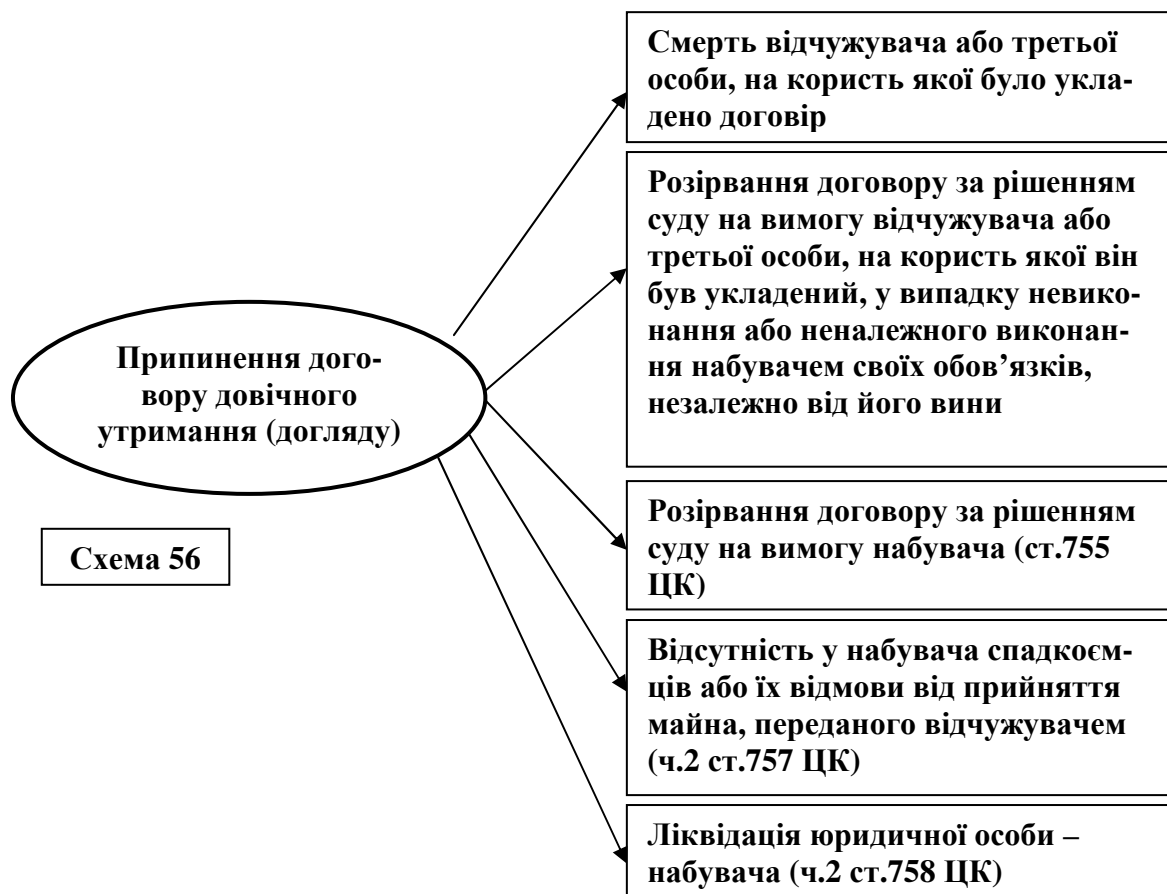 Смерть відчужувача або третьої
особи, на користь якої було укла-
дено договір
Розірвання договору за рішенням
суду на вимогу відчужувача або
третьої особи, на користь якої він
був укладений, у випадку невико-
нання або неналежного виконан-
ня набувачем своїх обов’язків,
незалежно від його вини
Припинення дого-
вору довічного
утримання (догляду)
Розірвання договору за рішенням
суду на вимогу набувача (ст.755
ЦК)
Схема 56
Відсутність у набувача спадкоєм-
ців або їх відмови від прийняття
майна, переданого відчужувачем
(ч.2 ст.757 ЦК)
Ліквідація юридичної особи –
набувача (ч.2 ст.758 ЦК)